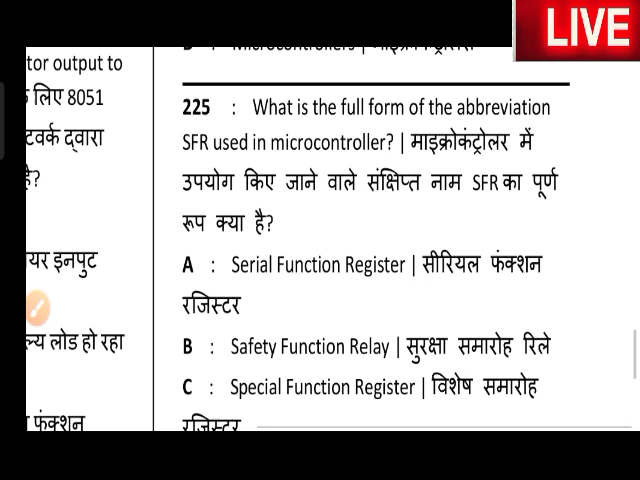 LIVE
tor output to
लिए 8051
टवर्क द्वारा
है?
यर इनपुट
ल्य लोड हो रहा
फंक्शन
225 : What is the full form of the abbreviation
SFR used in microcontroller? | माइक्रोकंट्रोलर में
उपयोग किए जाने वाले संक्षिप्त नाम SFR का पूर्ण
रूप क्या है?
A : Serial Function Register | सीरियल फंक्शन
रजिस्टर
B : Safety Function Relay | सुरक्षा समारोह रिले
C : Special Function Register | विशेष समारोह
रजिस्टर